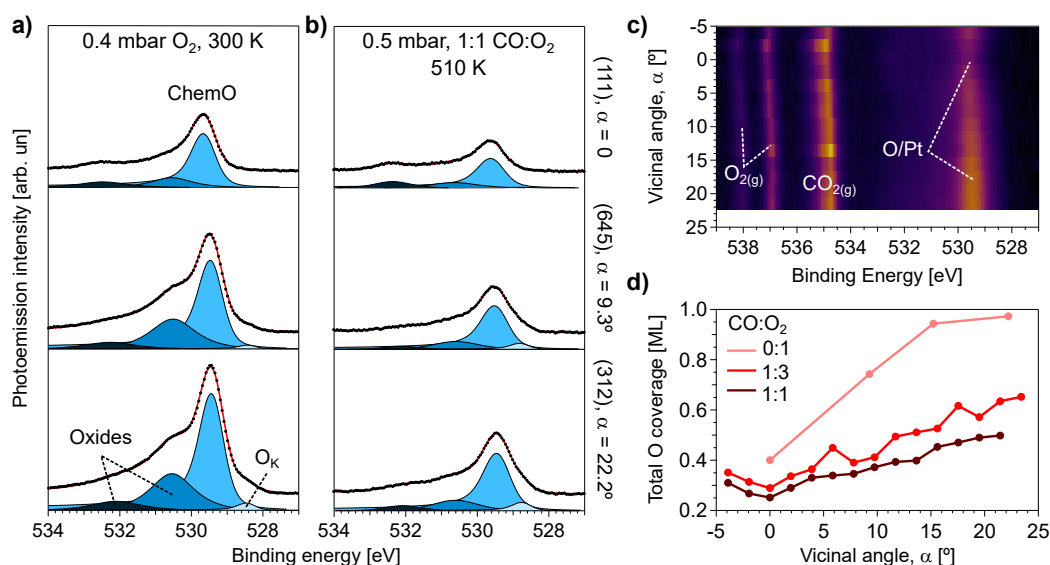 a)
0.4 mbar O₂, 300 K
ChemO
Oxides
O_K
Photoemission intensity [arb. un]
534 532 530 528
b)
0.5 mbar, 1:1 CO:O₂
510 K
534 532 530 528
Binding energy [eV]
(111), α = 0
(645), α = 9.3º
(312), α = 22.2º
c)
-5
0
5
10
15
20
25
Vicinal angle, α [º]
O₂(g)
CO₂(g)
O/Pt
538 536 534 532 530 528
Binding Energy [eV]
d)
CO:O₂
0:1
1:3
1:1
1.0
0.8
0.6
0.4
0.2
Total O coverage [ML]
-5 0 5 10 15 20 25
Vicinal angle, α [º]